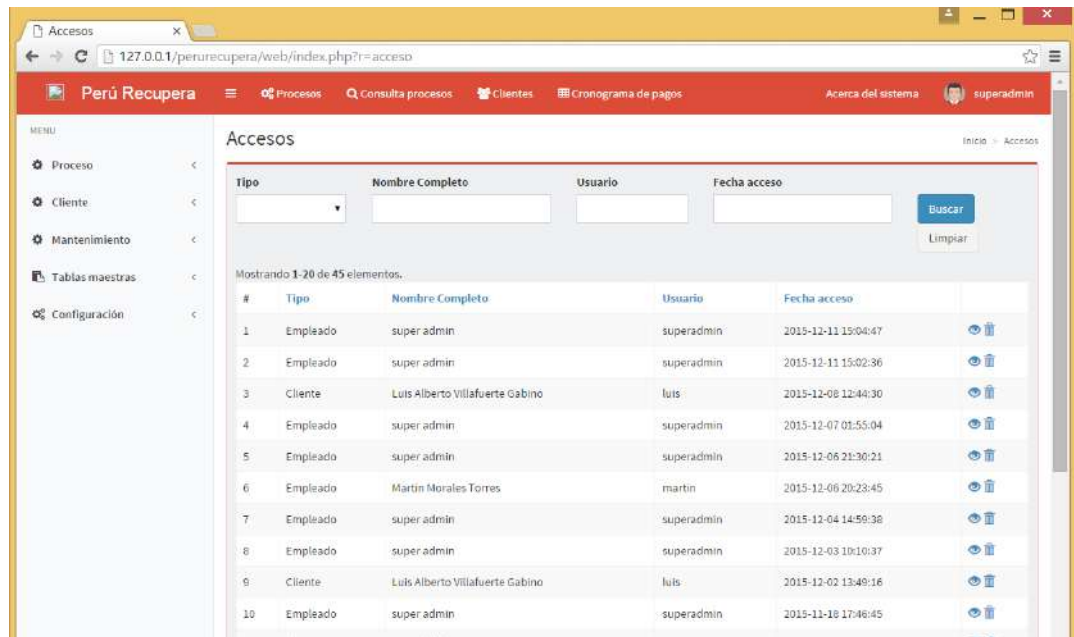 Accesos
127.0.0.1/perurecupera/web/index.php?r=acceso
Perú Recupera Procesos Consulta procesos Clientes Cronograma de pagos Acerca del sistema superadmin
MENU
Proceso
Cliente
Mantenimiento
Tablas maestras
Configuración
Accesos
Inicio > Accesos
Tipo Nombre Completo Usuario Fecha acceso
Buscar
Limpiar
Mostrando 1-20 de 45 elementos.
# Tipo Nombre Completo Usuario Fecha acceso
1 Empleado super admin superadmin 2015-12-11 15:04:47
2 Empleado super admin superadmin 2015-12-11 15:02:36
3 Cliente Luis Alberto Villafuerte Gabino luis 2015-12-08 12:44:30
4 Empleado super admin superadmin 2015-12-07 01:55:04
5 Empleado super admin superadmin 2015-12-06 21:30:21
6 Empleado Martin Morales Torres martin 2015-12-06 20:23:45
7 Empleado super admin superadmin 2015-12-04 14:59:38
8 Empleado super admin superadmin 2015-12-03 10:10:37
9 Cliente Luis Alberto Villafuerte Gabino luis 2015-12-02 13:49:16
10 Empleado super admin superadmin 2015-11-18 17:46:45